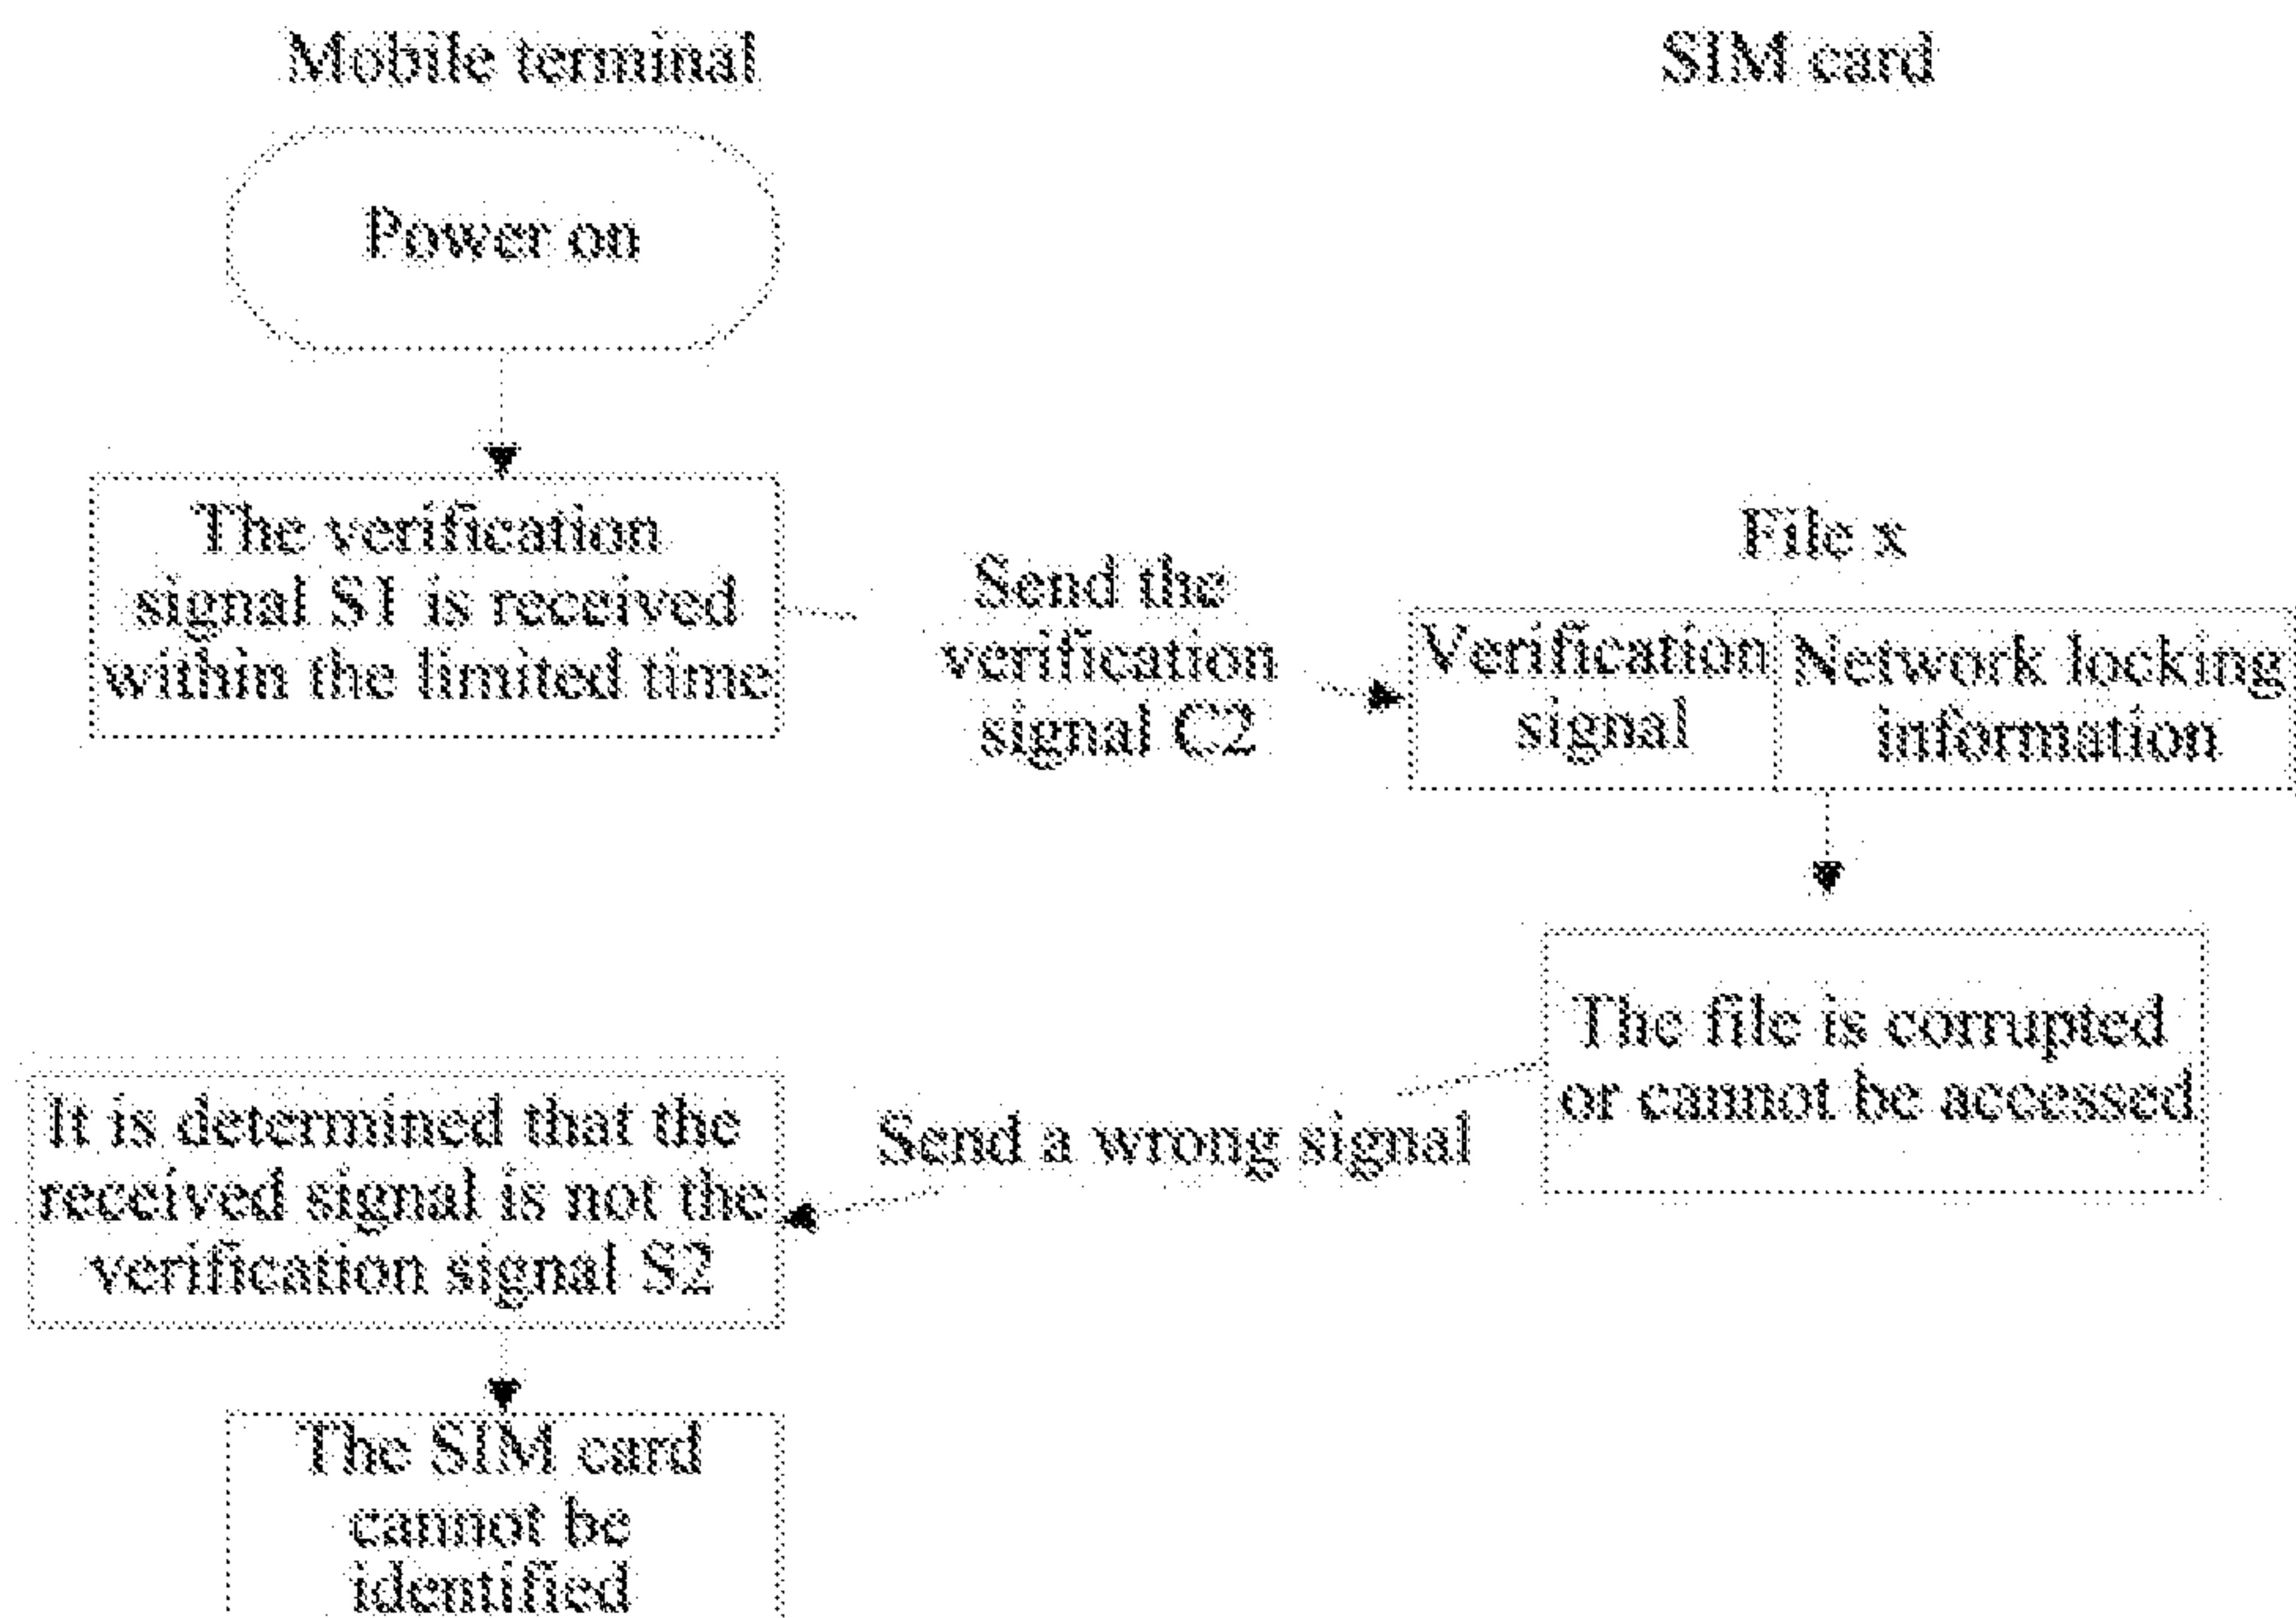 Mobile terminal
SIM card
Power on
The verification
signal S1 is received
within the limited time
Send the
verification
signal C2
File x
Verification
signal
Network locking
information
The file is corrupted
or cannot be accessed
Send a wrong signal
It is determined that the
received signal is not the
verification signal S2
The SIM card
cannot be
identified